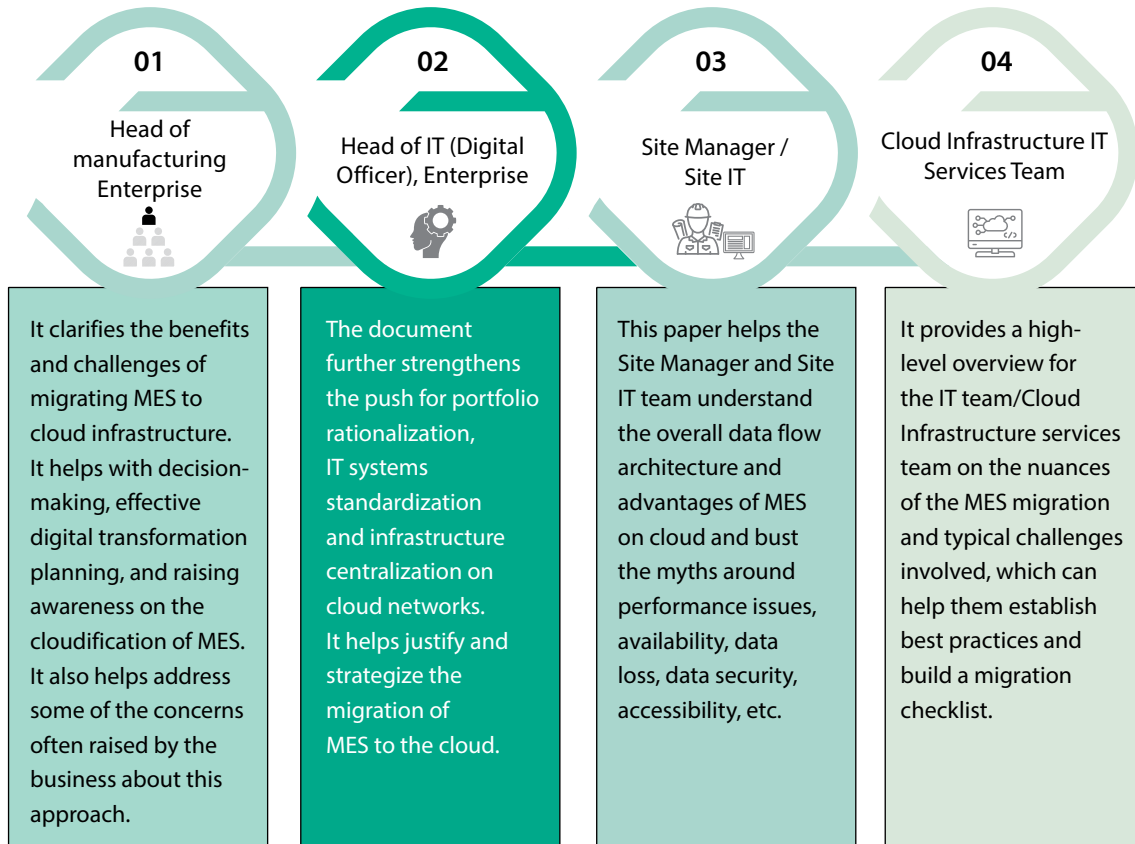 01
Head of
manufacturing
Enterprise
It clarifies the benefits
and challenges of
migrating MES to
cloud infrastructure.
It helps with decision-
making, effective
digital transformation
planning, and raising
awareness on the
cloudification of MES.
It also helps address
some of the concerns
often raised by the
business about this
approach.
02
Head of IT (Digital
Officer), Enterprise
The document
further strengthens
the push for portfolio
rationalization,
IT systems
standardization
and infrastructure
centralization on
cloud networks.
It helps justify and
strategize the
migration of
MES to the cloud.
03
Site Manager /
Site IT
This paper helps the
Site Manager and Site
IT team understand
the overall data flow
architecture and
advantages of MES
on cloud and bust
the myths around
performance issues,
availability, data
loss, data security,
accessibility, etc.
04
Cloud Infrastructure IT
Services Team
</>
It provides a high-
level overview for
the IT team/Cloud
Infrastructure services
team on the nuances
of the MES migration
and typical challenges
involved, which can
help them establish
best practices and
build a migration
checklist.